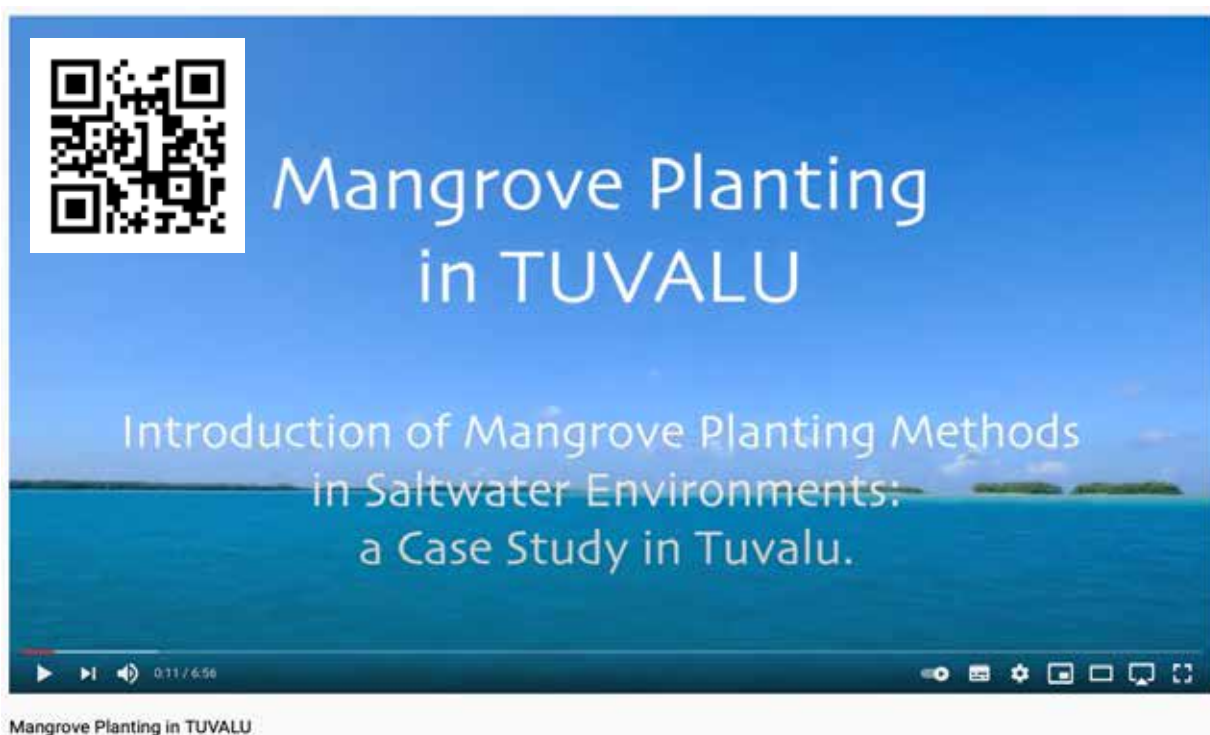 Mangrove Planting
in TUVALU
Introduction of Mangrove Planting Methods
in Saltwater Environments:
a Case Study in Tuvalu.
0:11 / 6:56
Mangrove Planting in TUVALU